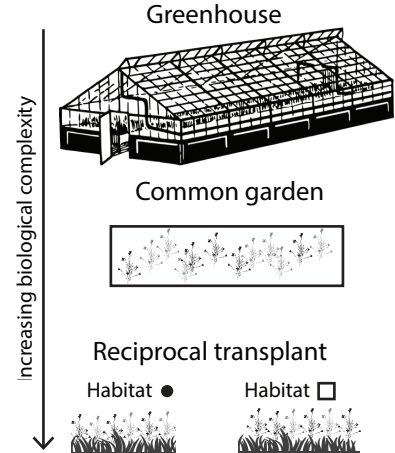 Greenhouse
Increasing biological complexity
Common garden
Reciprocal transplant
Habitat
Habitat